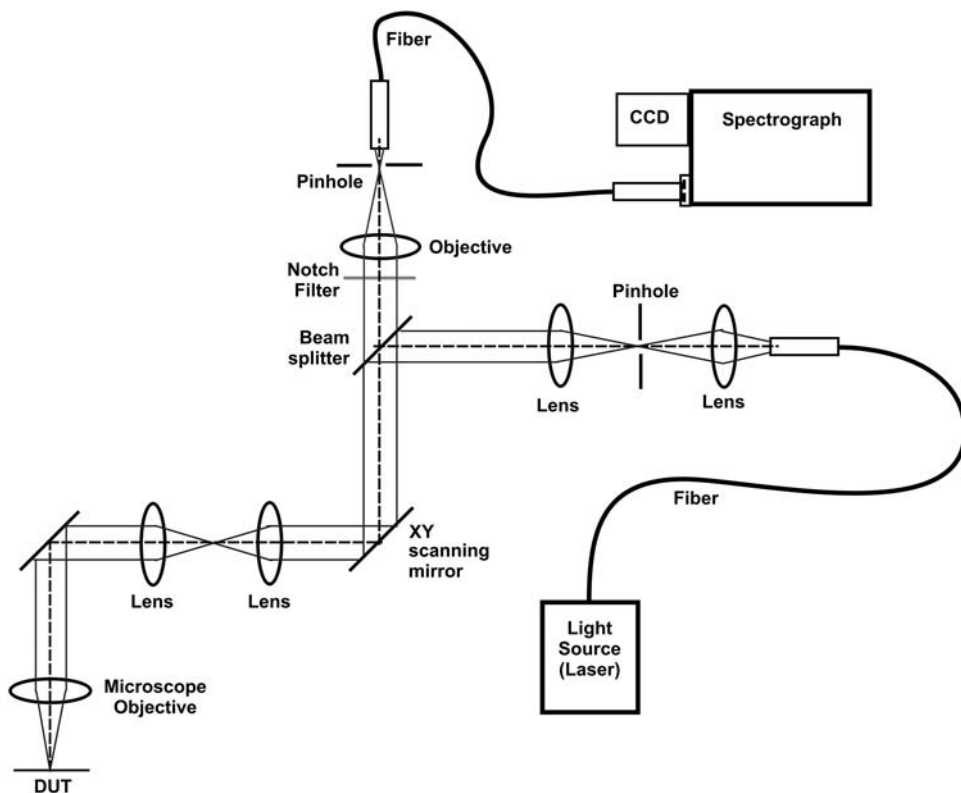 Fiber
CCD
Spectrograph
Pinhole
Objective
Notch
Filter
Pinhole
Beam
splitter
Lens
Lens
Fiber
XY
scanning
mirror
Lens
Lens
Light
Source
(Laser)
Microscope
Objective
DUT